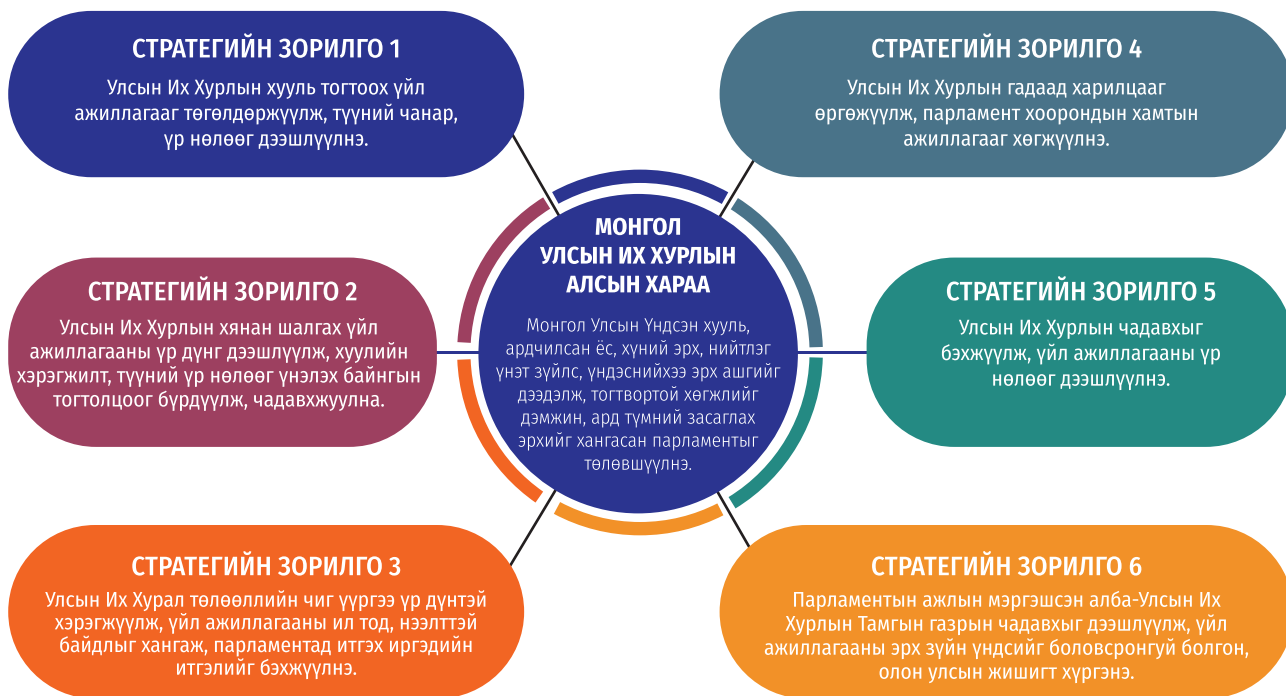 СТРАТЕГИЙН ЗОРИЛГО 1
Улсын Их Хурлын хууль тогтоох үйл
ажиллагааг төгөлдөржүүлж, түүний чанар,
үр нөлөөг дээшлүүлнэ.
СТРАТЕГИЙН ЗОРИЛГО 2
Улсын Их Хурлын хянан шалгах үйл
ажиллагааны үр дүнг дээшлүүлж, хуулийн
хэрэгжилт, түүний үр нөлөөг үнэлэх байнгын
тогтолцоог бүрдүүлж, чадавхжуулна.
СТРАТЕГИЙН ЗОРИЛГО 3
Улсын Их Хурал төлөөллийн чиг үүргээ үр дүнтэй
хэрэгжүүлж, үйл ажиллагааны ил тод, нээлттэй
байдлыг хангаж, парламентад итгэх иргэдийн
итгэлийг бэхжүүлнэ.
МОНГОЛ
УЛСЫН ИХ ХУРЛЫН
АЛСЫН ХАРАА
Монгол Улсын Үндсэн хууль,
ардчилсан ёс, хүний эрх, нийтлэг
үнэт зүйлс, үндэснийхээ эрх ашгийг
дээдэлж, тогтвортой хөгжлийг
дэмжин, ард түмний засаглах
эрхийг хангасан парламентыг
төлөвшүүлнэ.
СТРАТЕГИЙН ЗОРИЛГО 4
Улсын Их Хурлын гадаад харилцааг
өргөжүүлж, парламент хоорондын хамтын
ажиллагааг хөгжүүлнэ.
СТРАТЕГИЙН ЗОРИЛГО 5
Улсын Их Хурлын чадавхыг
бэхжүүлж, үйл ажиллагааны үр
нөлөөг дээшлүүлнэ.
СТРАТЕГИЙН ЗОРИЛГО 6
Парламентын ажлын мэргэшсэн алба-Улсын Их
Хурлын Тамгын газрын чадавхыг дээшлүүлж, үйл
ажиллагааны эрх зүйн үндсийг боловсронгуй болгон,
олон улсын жишигт хүргэнэ.